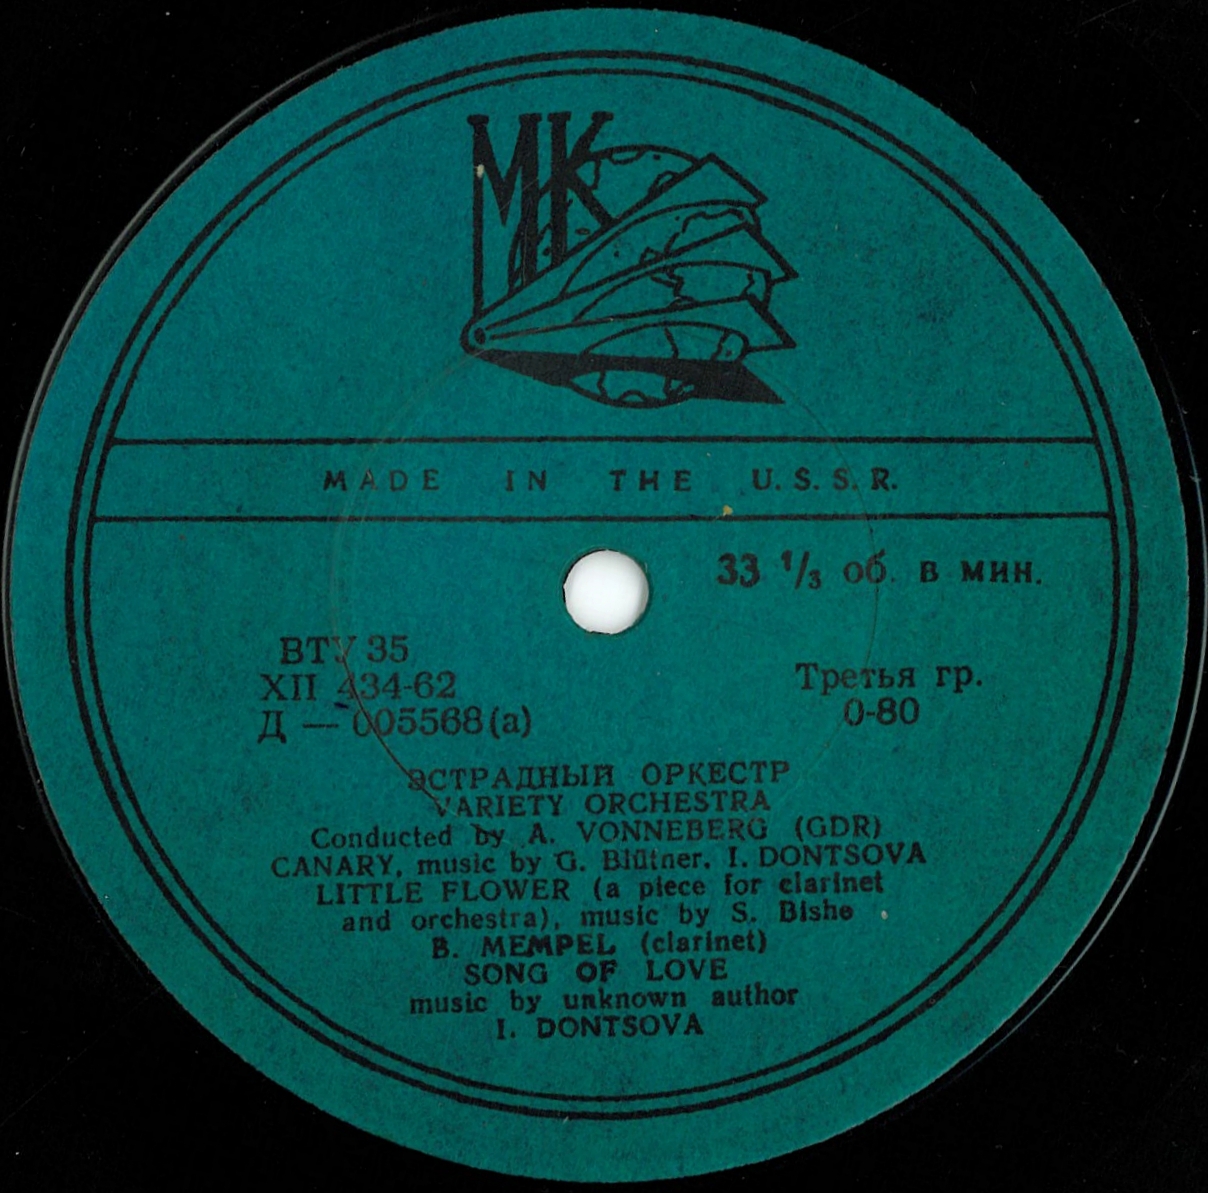 МК
MADE IN THE U.S.S.R.
33 1/3 об. в мин.
ВТУ 35
ХІІ 434-62
Д — 005568(а)
Третья гр.
0-80
ЭСТРАДНЫЙ ОРКЕСТР
VARIETY ORCHESTRA
Conducted by A. VONNEBERG (GDR)
CANARY, music by G. Blütner. I. DONTSOVA
LITTLE FLOWER (a piece for clarinet
and orchestra), music by S. Bishe
B. MEMPEL (clarinet)
SONG OF LOVE
music by unknown author
I. DONTSOVA